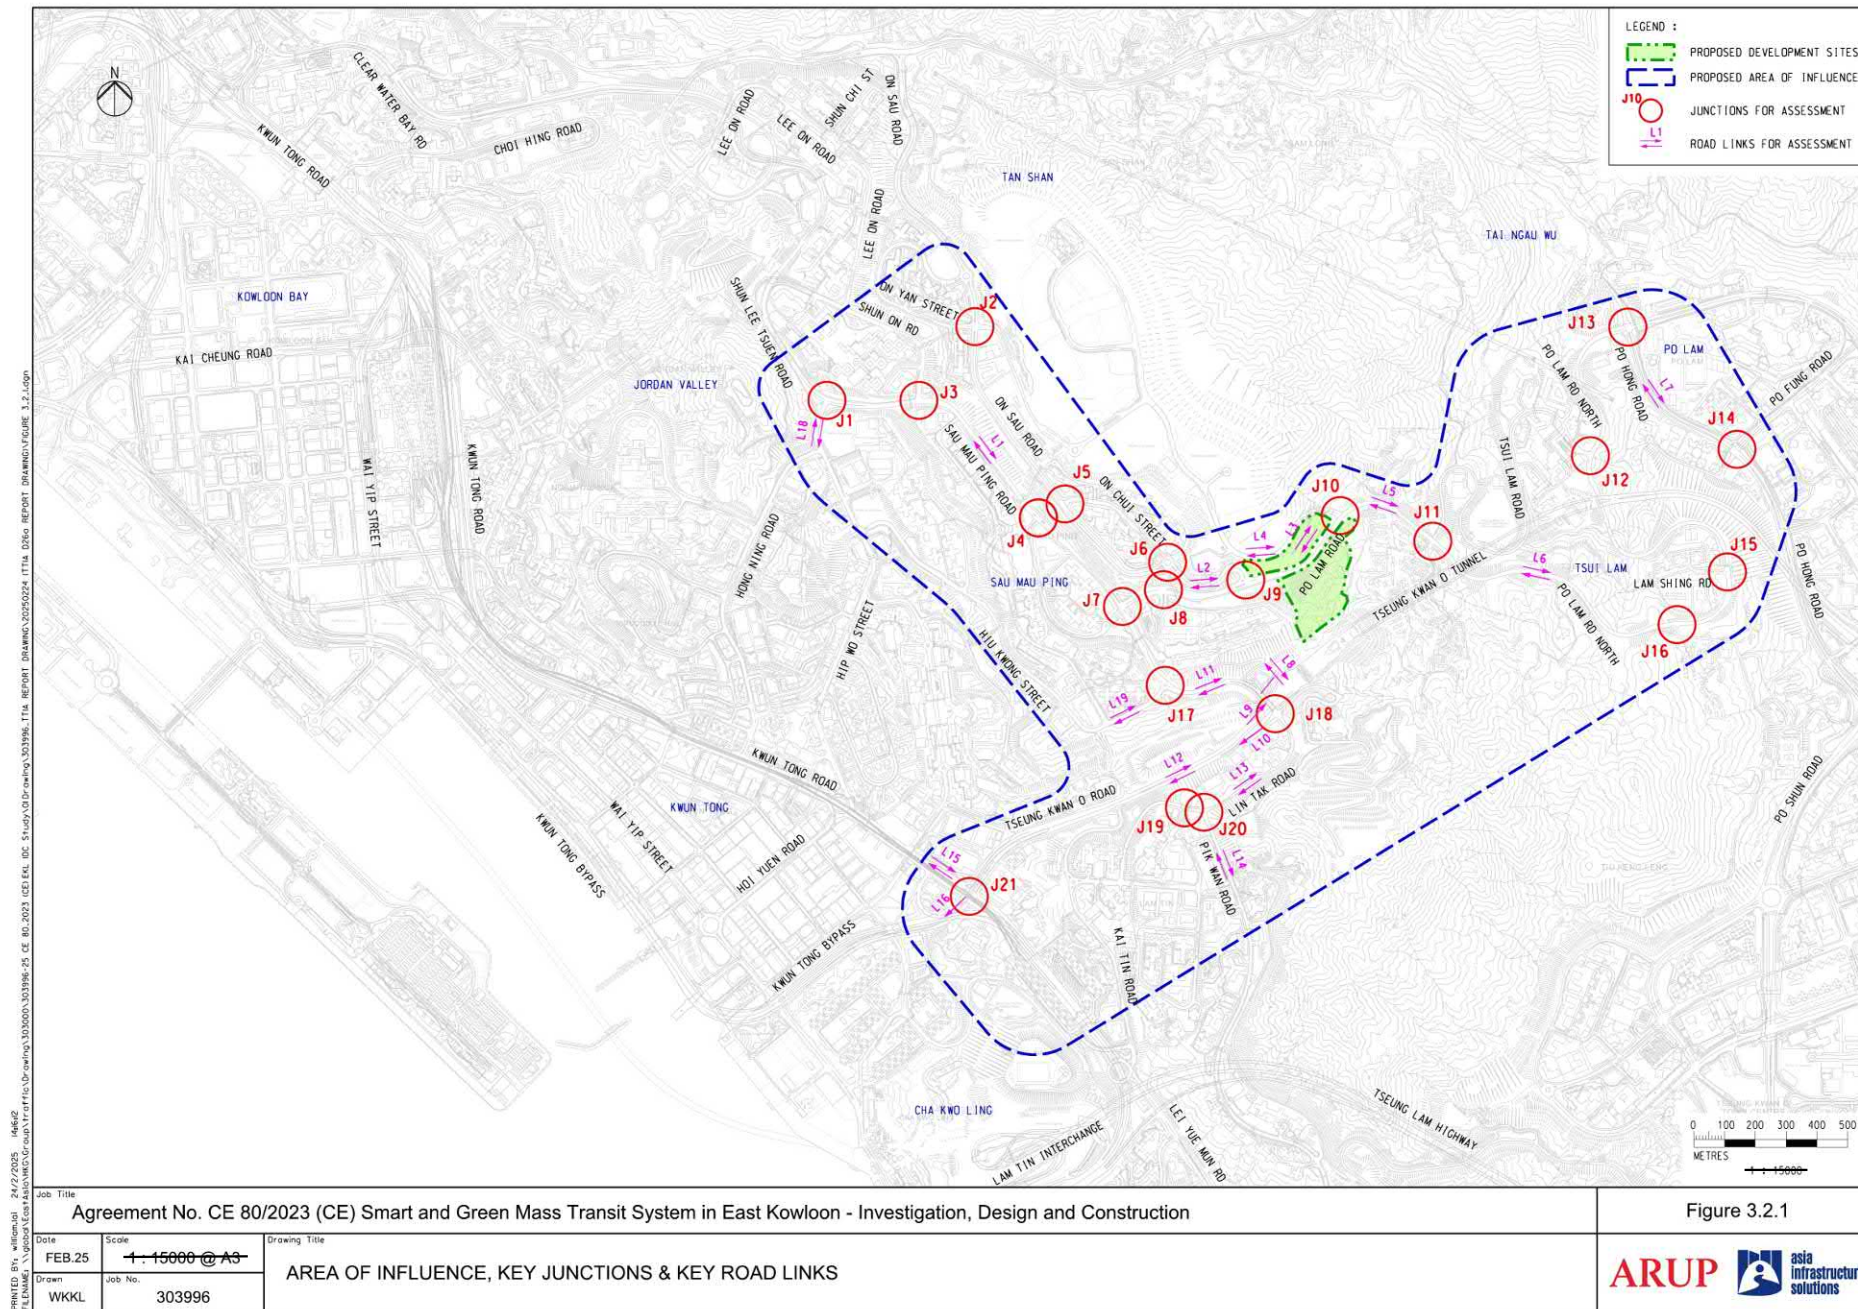 LEGEND :
PROPOSED DEVELOPMENT SITES
PROPOSED AREA OF INFLUENCE
J10
JUNCTIONS FOR ASSESSMENT
L1
ROAD LINKS FOR ASSESSMENT
N
CLEAR WATER BAY RD
KWUN TONG ROAD
CHOI HING ROAD
LEE ON ROAD
LEE ON ROAD
SHUN CHI ST
ON SAU ROAD
LEE ON ROAD
TAN SHAN
TAI NGAU WU
KOWLOON BAY
KAI CHEUNG ROAD
JORDAN VALLEY
SHUN LEE TSUEN ROAD
ON YAN STREET
SHUN ON RD
J2
J13
PO LAM
PO FUNG ROAD
PO LAM RD NORTH
PO HONG ROAD
L7
J1
J3
L18
L1
ON SAU ROAD
SAU MAU PING ROAD
J14
J12
TSUI LAM ROAD
WAI YIP STREET
KWUN TONG ROAD
J5
J4
ON CHUI STREET
J10
L5
J11
L3
L4
J6
L2
J9
PO LAM ROAD
J7
J8
HONG NING ROAD
SAU MAU PING
TSEUNG KWAN O TUNNEL
L6
TSUI LAM
LAM SHING RD
J15
PO HONG ROAD
J16
PO LAM RD NORTH
HIP WO STREET
HIU KWONG STREET
L8
L11
L19
J17
L9
J18
L10
KWUN TONG ROAD
L12
L13
LIN TAK ROAD
TSEUNG KWAN O ROAD
J19
J20
PO SHUN ROAD
KWUN TONG
KWUN TONG BYPASS
WAI YIP STREET
HOI YUEN ROAD
L15
L16
J21
PIK WAN ROAD
L14
KWUN TONG BYPASS
KAI TIN ROAD
CHA KWO LING
LAM TIN INTERCHANGE
LEI YUE MUN RD
TSEUNG LAM HIGHWAY
0 100 200 300 400 500
METRES
1 : 15000
Job Title
Agreement No. CE 80/2023 (CE) Smart and Green Mass Transit System in East Kowloon - Investigation, Design and Construction
Figure 3.2.1
Date
FEB.25
Scale
1 : 15000 @ A3
Drawing Title
AREA OF INFLUENCE, KEY JUNCTIONS & KEY ROAD LINKS
Drawn
WKKL
Job No.
303996
ARUP
asia
infrastructure
solutions
24/2/2025